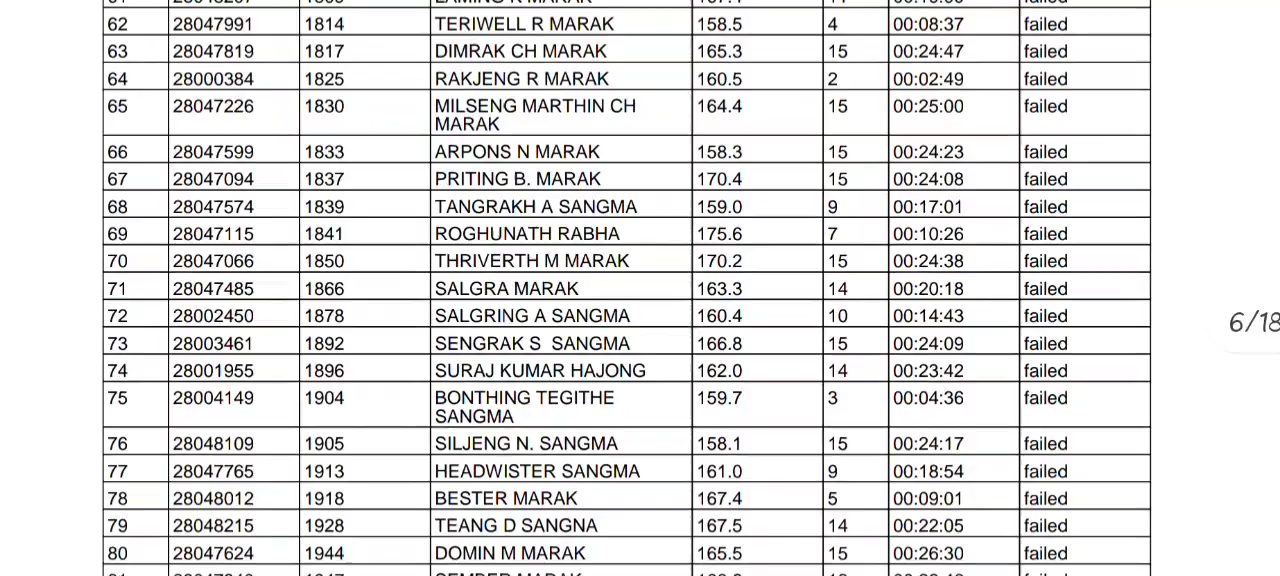 62 28047991 1814 TERIWELL R MARAK 158.5 4 00:08:37 failed
63 28047819 1817 DIMRAK CH MARAK 165.3 15 00:24:47 failed
64 28000384 1825 RAKJENG R MARAK 160.5 2 00:02:49 failed
65 28047226 1830 MILSENG MARTHIN CH 164.4 15 00:25:00 failed
MARAK
66 28047599 1833 ARPONS N MARAK 158.3 15 00:24:23 failed
67 28047094 1837 PRITING B. MARAK 170.4 15 00:24:08 failed
68 28047574 1839 TANGRAKH A SANGMA 159.0 9 00:17:01 failed
69 28047115 1841 ROGHUNATH RABHA 175.6 7 00:10:26 failed
70 28047066 1850 THRIVERTH M MARAK 170.2 15 00:24:38 failed
71 28047485 1866 SALGRA MARAK 163.3 14 00:20:18 failed
72 28002450 1878 SALGRING A SANGMA 160.4 10 00:14:43 failed
6/18
73 28003461 1892 SENGRAK S SANGMA 166.8 15 00:24:09 failed
74 28001955 1896 SURAJ KUMAR HAJONG 162.0 14 00:23:42 failed
75 28004149 1904 BONTHING TEGITHE 159.7 3 00:04:36 failed
SANGMA
76 28048109 1905 SILJENG N. SANGMA 158.1 15 00:24:17 failed
77 28047765 1913 HEADWISTER SANGMA 161.0 9 00:18:54 failed
78 28048012 1918 BESTER MARAK 167.4 5 00:09:01 failed
79 28048215 1928 TEANG D SANGNA 167.5 14 00:22:05 failed
80 28047624 1944 DOMIN M MARAK 165.5 15 00:26:30 failed